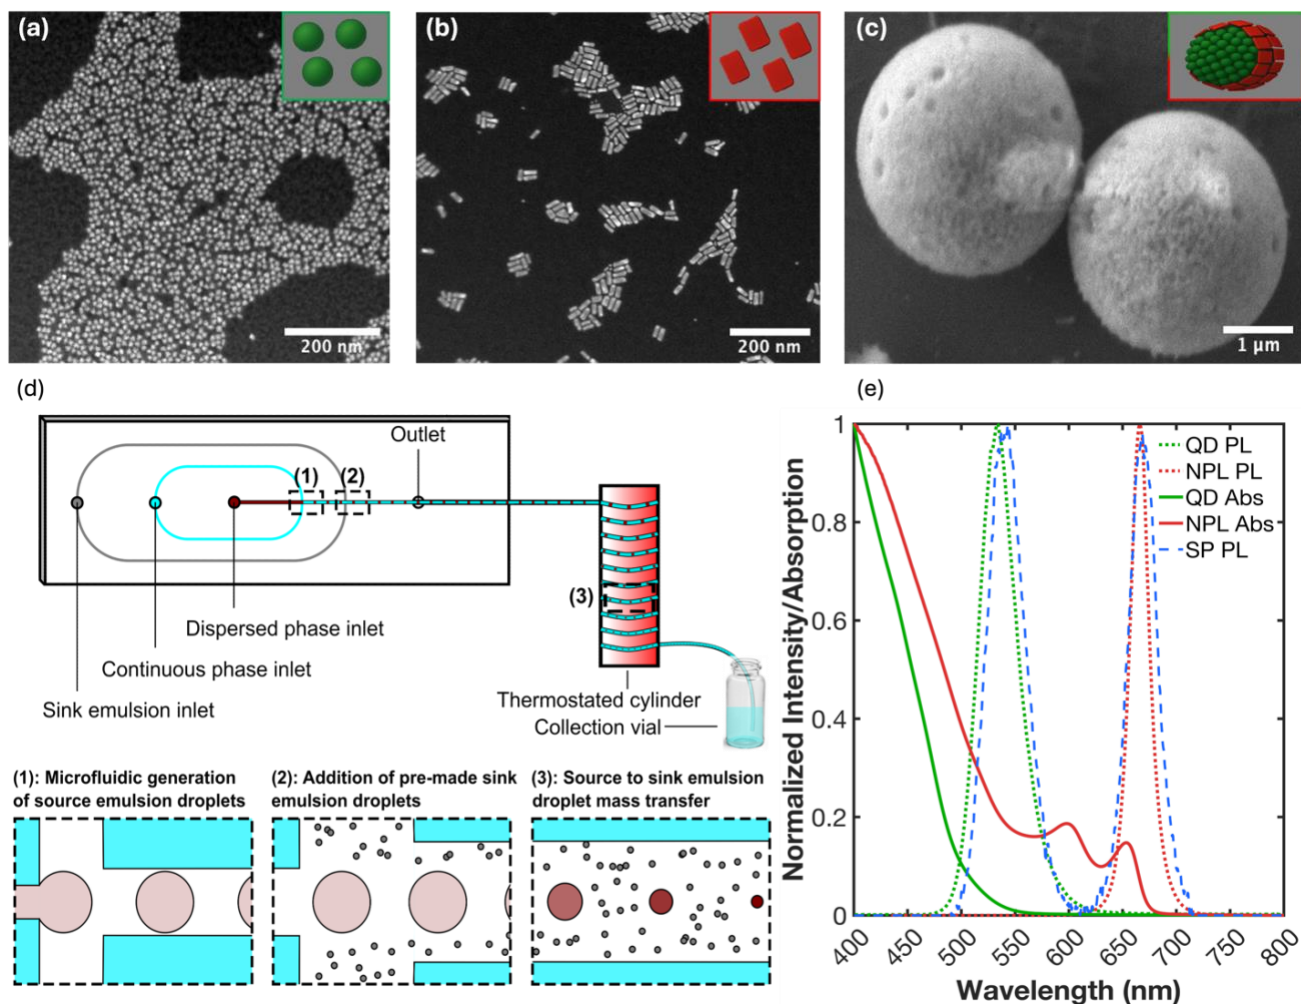 (a)
200 nm
(b)
200 nm
(c)
1 µm
(d)
Outlet
(1)
(2)
(3)
Dispersed phase inlet
Continuous phase inlet
Sink emulsion inlet
Thermostated cylinder
Collection vial
(1): Microfluidic generation
of source emulsion droplets
(2): Addition of pre-made sink
emulsion droplets
(3): Source to sink emulsion
droplet mass transfer
(e)
Normalized Intensity/Absorption
1
0.8
0.6
0.4
0.2
0
QD PL
NPL PL
QD Abs
NPL Abs
SP PL
400 450 500 550 600 650 700 750 800
Wavelength (nm)